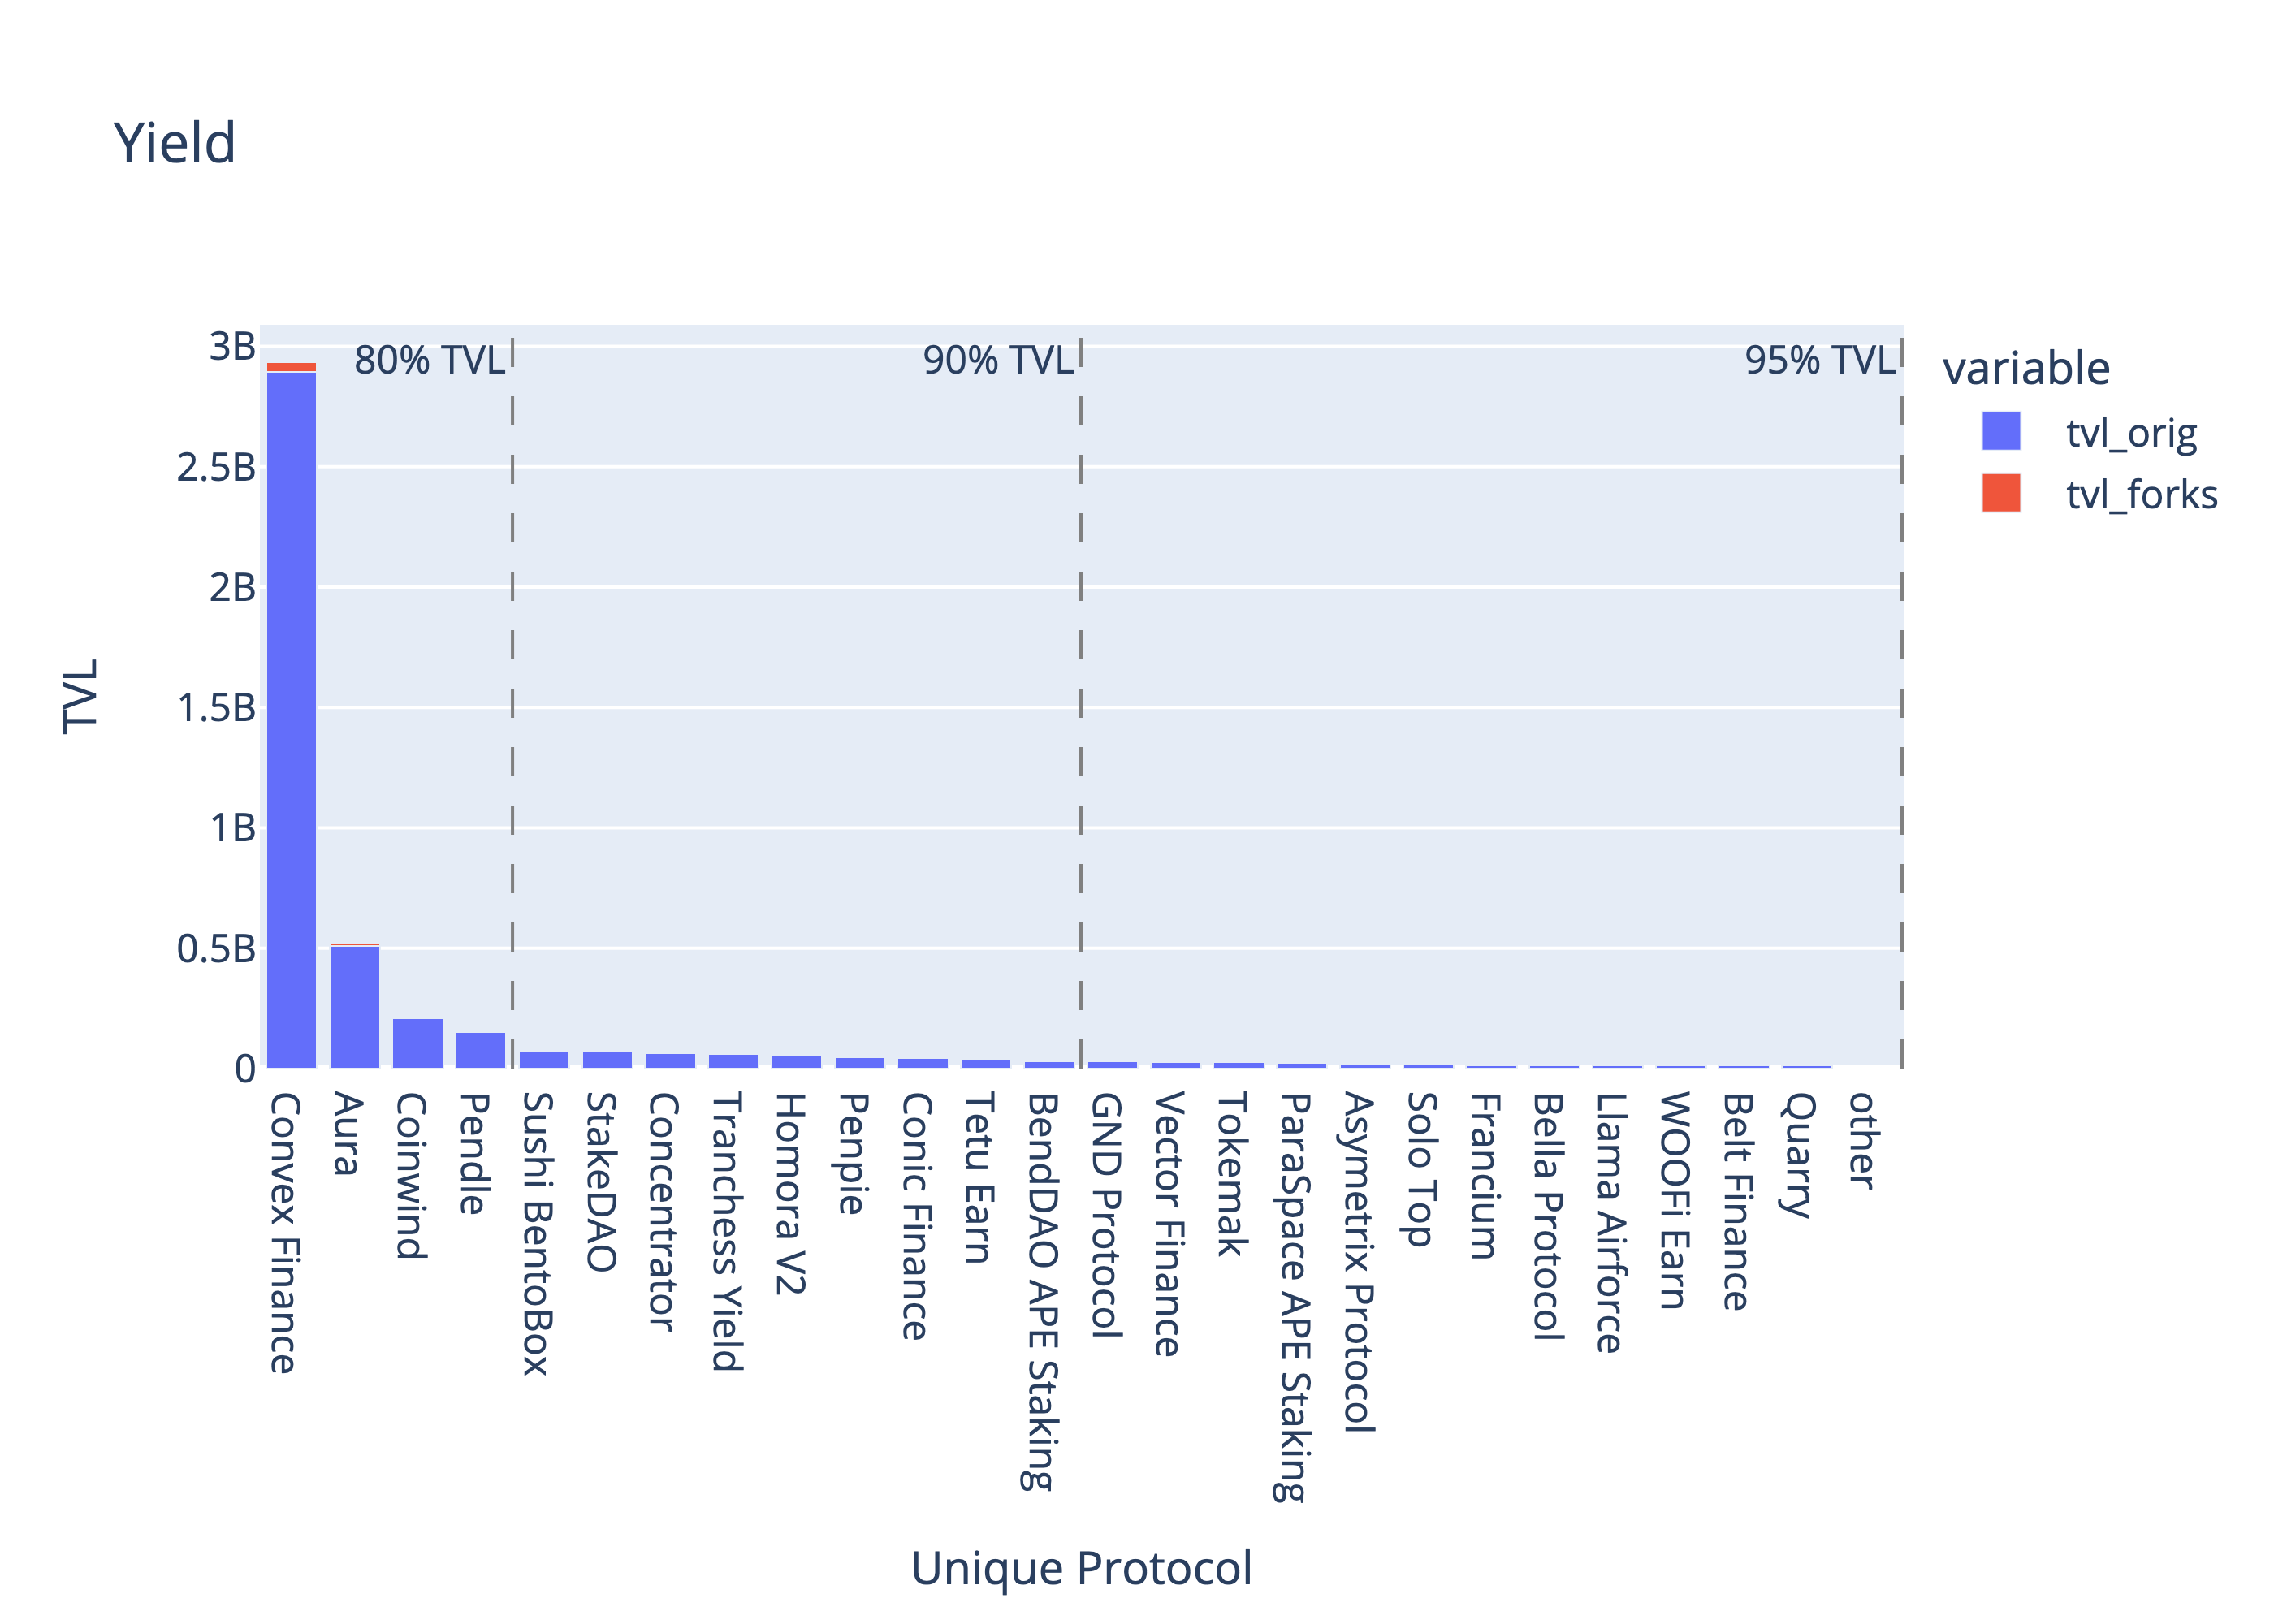 Yield
3B
2.5B
2B
1.5B
1B
0.5B
0
TVL
80% TVL
90% TVL
95% TVL
variable
tvl_orig
tvl_forks
Convex Finance
Aura
Coinwind
Pendle
Sushi BentoBox
StakeDAO
Concentrator
Tranchess Yield
Homora V2
Penpie
Conic Finance
Tetu Earn
BendDAO APE Staking
GND Protocol
Vector Finance
Tokemak
ParaSpace APE Staking
Asymetrix Protocol
Solo Top
Francium
Bella Protocol
Llama Airforce
WOOFi Earn
Belt Finance
Quarry
other
Unique Protocol